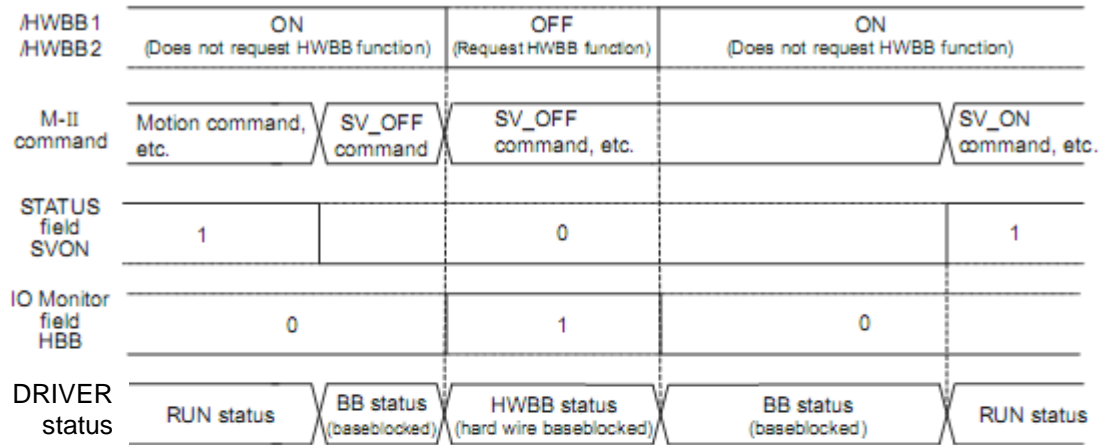 /HWBB1
/HWBB2
ON
(Does not request HWBB function)
OFF
(Request HWBB function)
ON
(Does not request HWBB function)
M-II
command
Motion command,
etc.
SV_OFF
command
SV_OFF
command, etc.
SV_ON
command, etc.
STATUS
field
SVON
1
0
1
IO Monitor
field
HBB
0
1
0
DRIVER
status
RUN status
BB status
(baseblocked)
HWBB status
(hard wire baseblocked)
BB status
(baseblocked)
RUN status